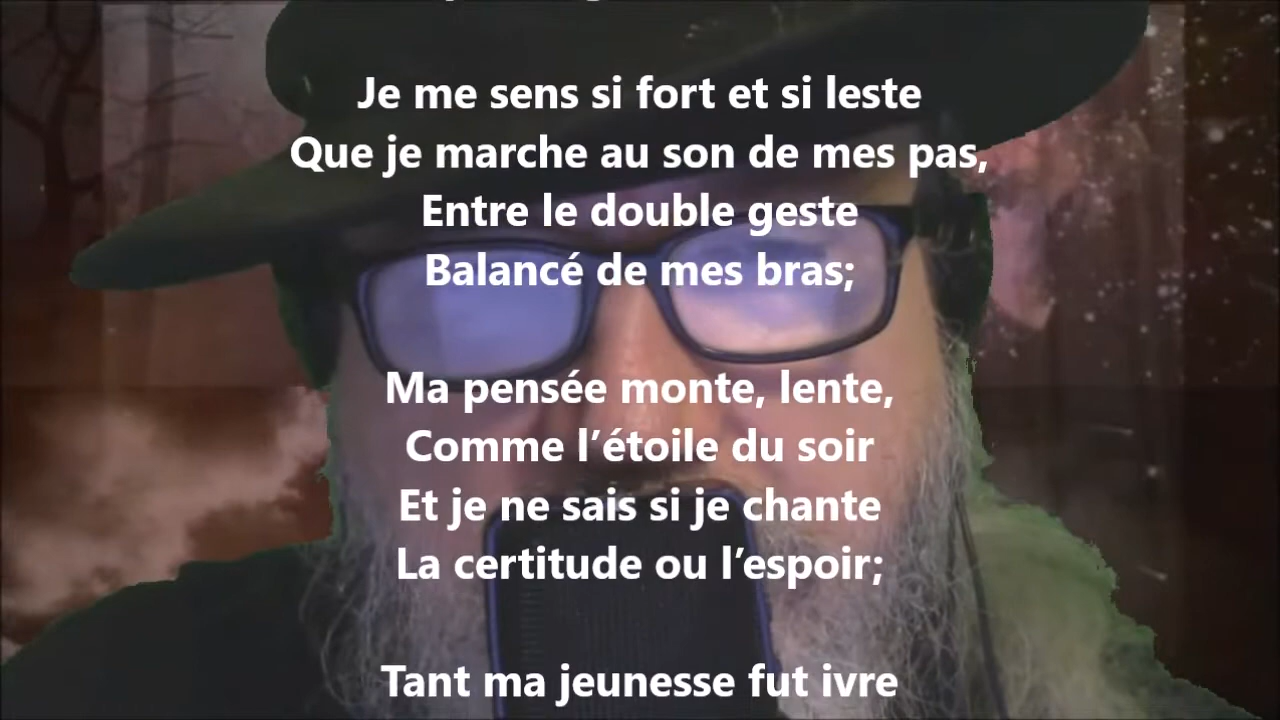 Je me sens si fort et si leste
Que je marche au son de mes pas,
Entre le double geste
Balancé de mes bras;
Ma pensée monte, lente,
Comme l’étoile du soir
Et je ne sais si je chante
La certitude ou l’espoir;
Tant ma jeunesse fut ivre